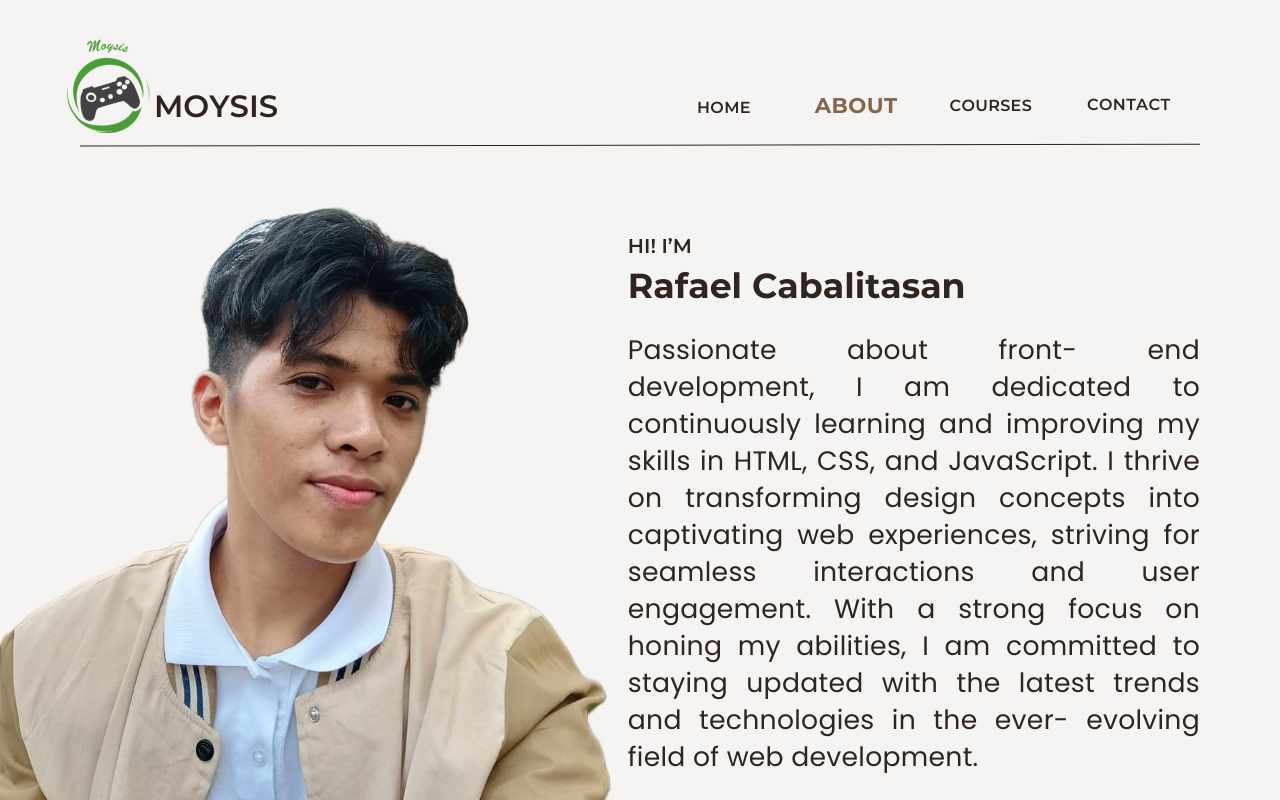 Moysis
MOYSIS
HOME
ABOUT
COURSES
CONTACT
HI! I’M
Rafael Cabalitasan
Passionate about front- end
development, I am dedicated to
continuously learning and improving my
skills in HTML, CSS, and JavaScript. I thrive
on transforming design concepts into
captivating web experiences, striving for
seamless interactions and user
engagement. With a strong focus on
honing my abilities, I am committed to
staying updated with the latest trends
and technologies in the ever- evolving
field of web development.